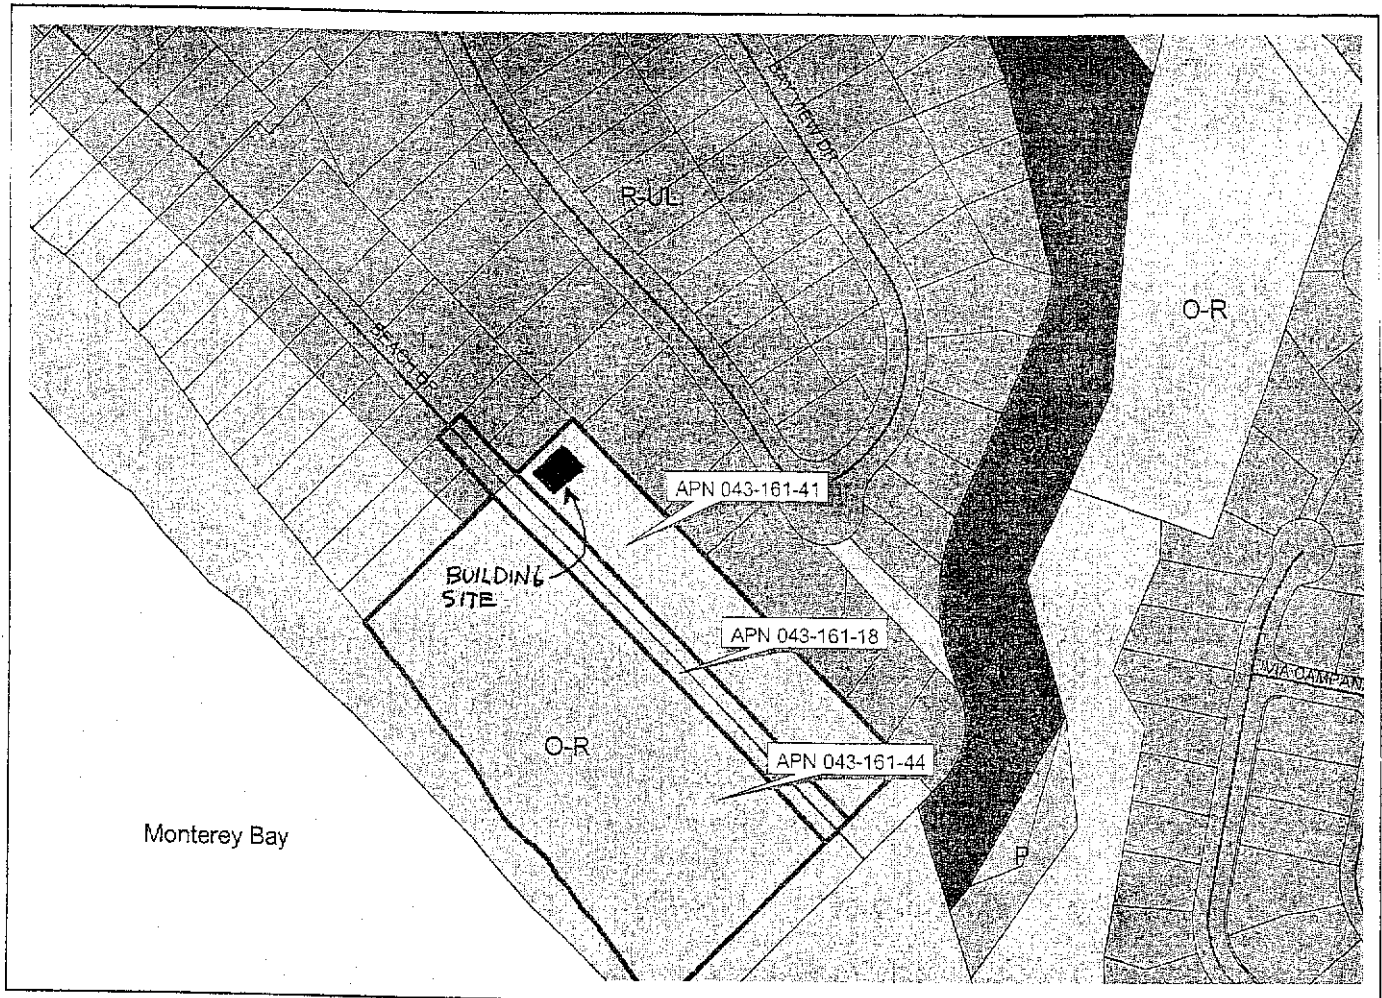 BAY VIEW DR
R-UL
O-R
BEACH DR
APN 043-161-41
BUILDING
SITE
APN 043-161-18
VIA CAMPAN
O-R
APN 043-161-44
Monterey Bay
P